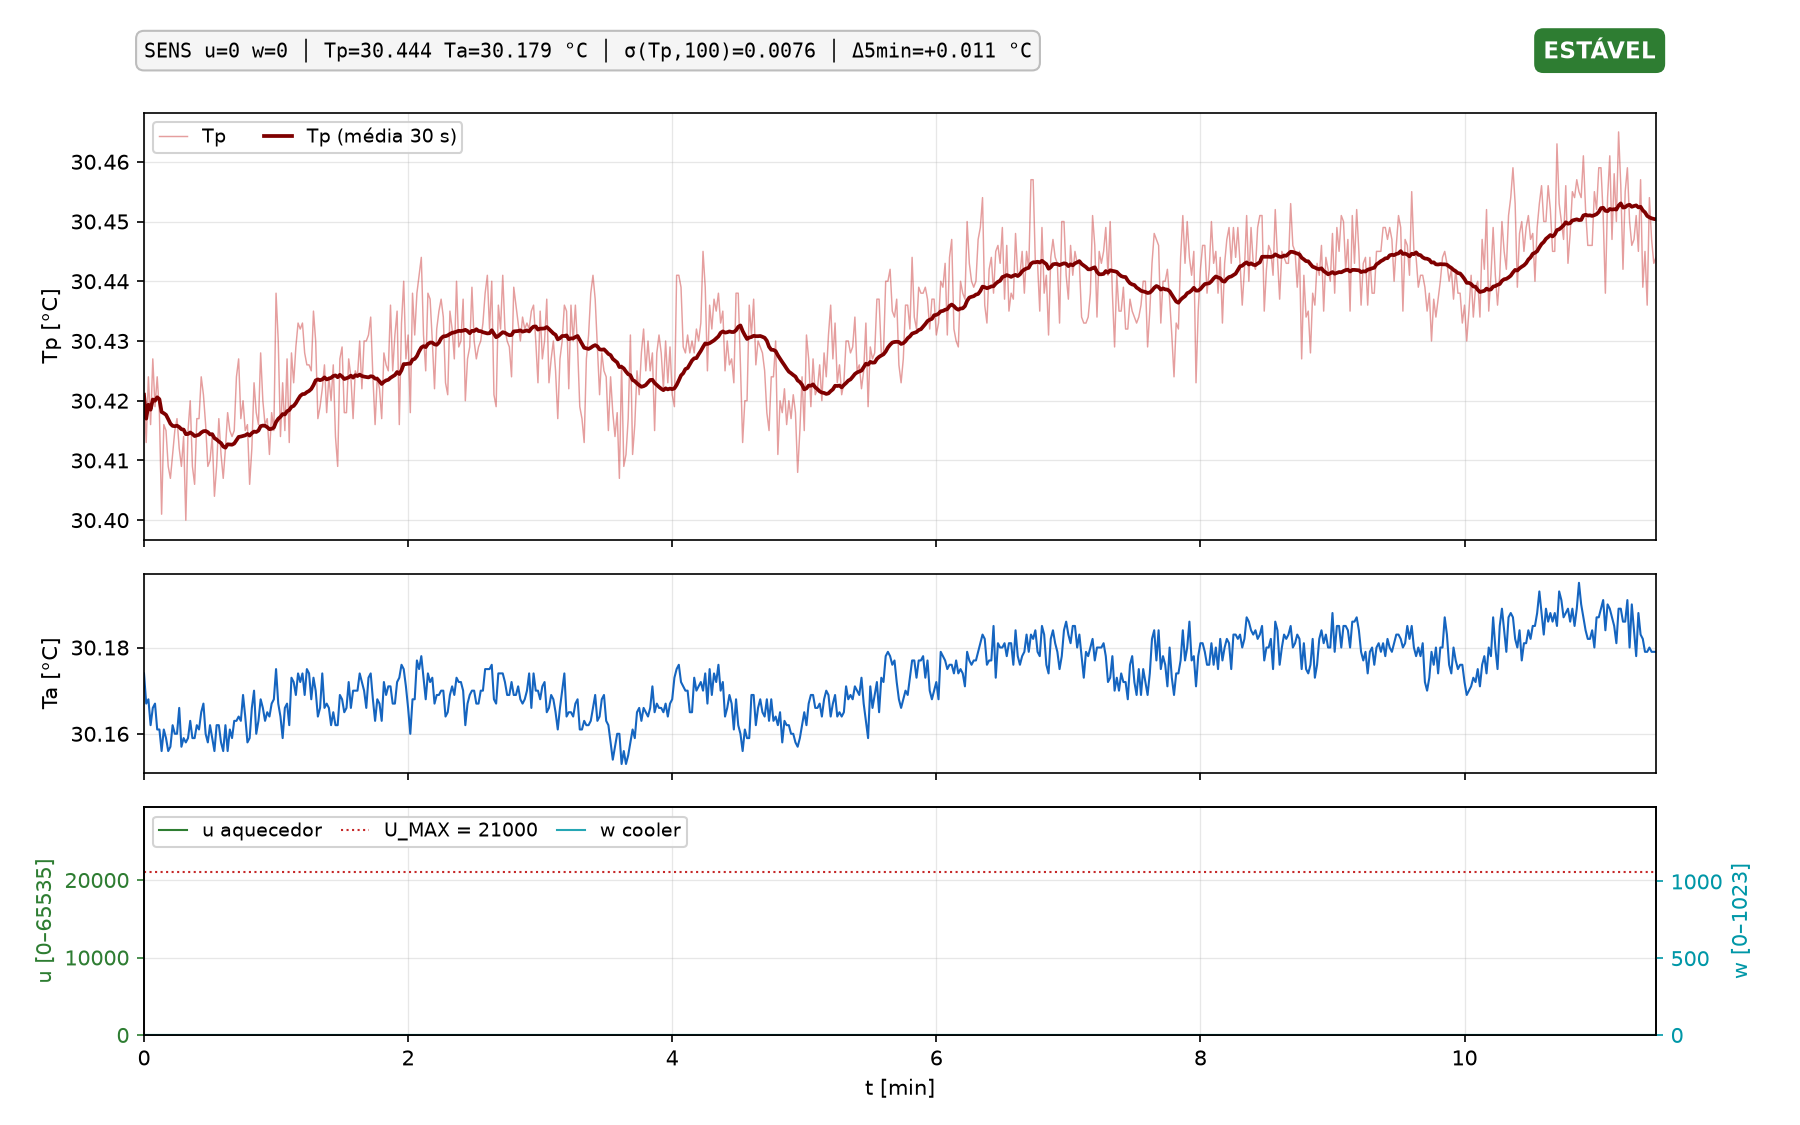 SENS u=0 w=0 | Tp=30.444 Ta=30.179 °C | σ(Tp,100)=0.0076 | Δ5min=+0.011 °C
ESTÁVEL
Tp
Tp (média 30 s)
Tp [°C]
30.46
30.45
30.44
30.43
30.42
30.41
30.40
Ta [°C]
30.18
30.16
u aquecedor
U_MAX = 21000
w cooler
u [0–65535]
20000
10000
0
w [0–1023]
1000
500
0
0 2 4 6 8 10
t [min]